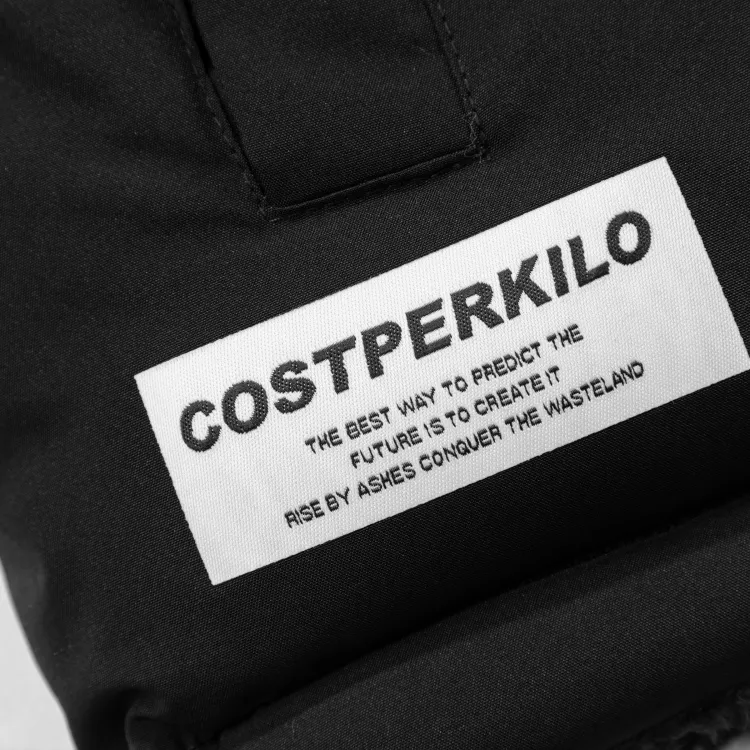 COSTPERKILO
THE BEST WAY TO PREDICT THE
FUTURE IS TO CREATE IT
RISE BY ASHES CONQUER THE WASTELAND